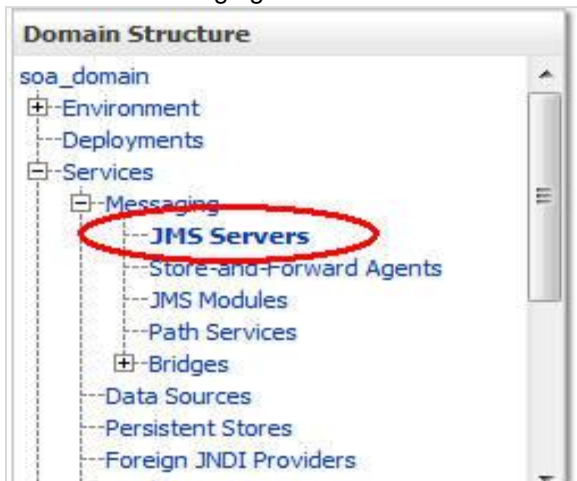 Domain Structure
soa_domain
Environment
Deployments
Services
Messaging
JMS Servers
Store-and-Forward Agents
JMS Modules
Path Services
Bridges
Data Sources
Persistent Stores
Foreign JNDI Providers